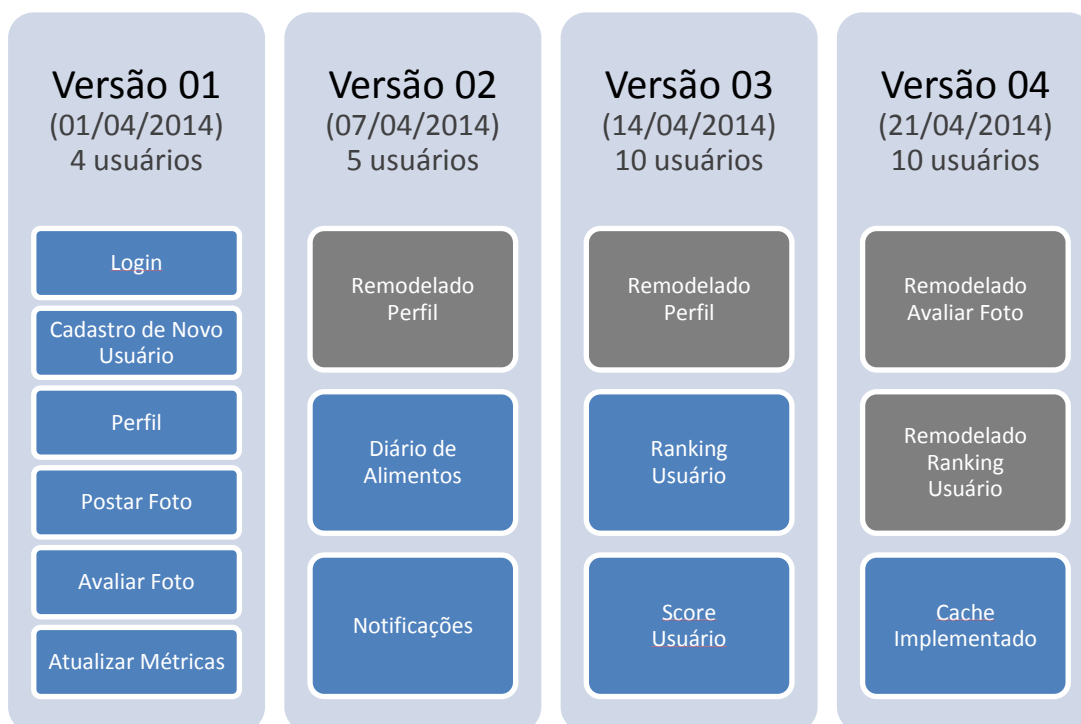 Versão 01
(01/04/2014)
4 usuários
Login
Cadastro de Novo
Usuário
Perfil
Postar Foto
Avaliar Foto
Atualizar Métricas
Versão 02
(07/04/2014)
5 usuários
Remodelado
Perfil
Diário de
Alimentos
Notificações
Versão 03
(14/04/2014)
10 usuários
Remodelado
Perfil
Ranking
Usuário
Score
Usuário
Versão 04
(21/04/2014)
10 usuários
Remodelado
Avaliar Foto
Remodelado
Ranking
Usuário
Cache
Implementado